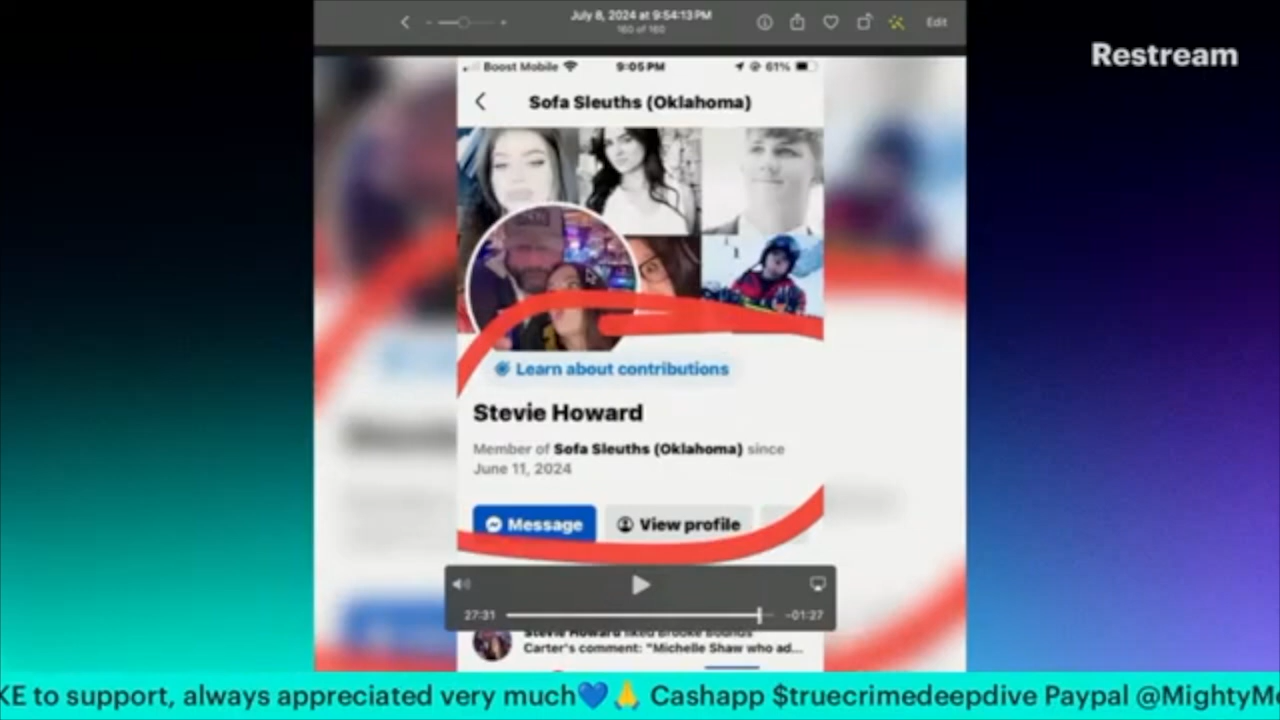 July 8, 2024 at 9:54:13 PM
160 of 160
Edit
Restream
Boost Mobile
9:05 PM
61%
Sofa Sleuths (Oklahoma)
Learn about contributions
Stevie Howard
Member of Sofa Sleuths (Oklahoma) since
June 11, 2024
Message
View profile
27:31
-01:27
Stevie Howard liked Brooke Bounds
Carter's comment: "Michelle Shaw who ad...
KE to support, always appreciated very much💙🙏 Cashapp $truecrimedeepdive Paypal @MightyMo